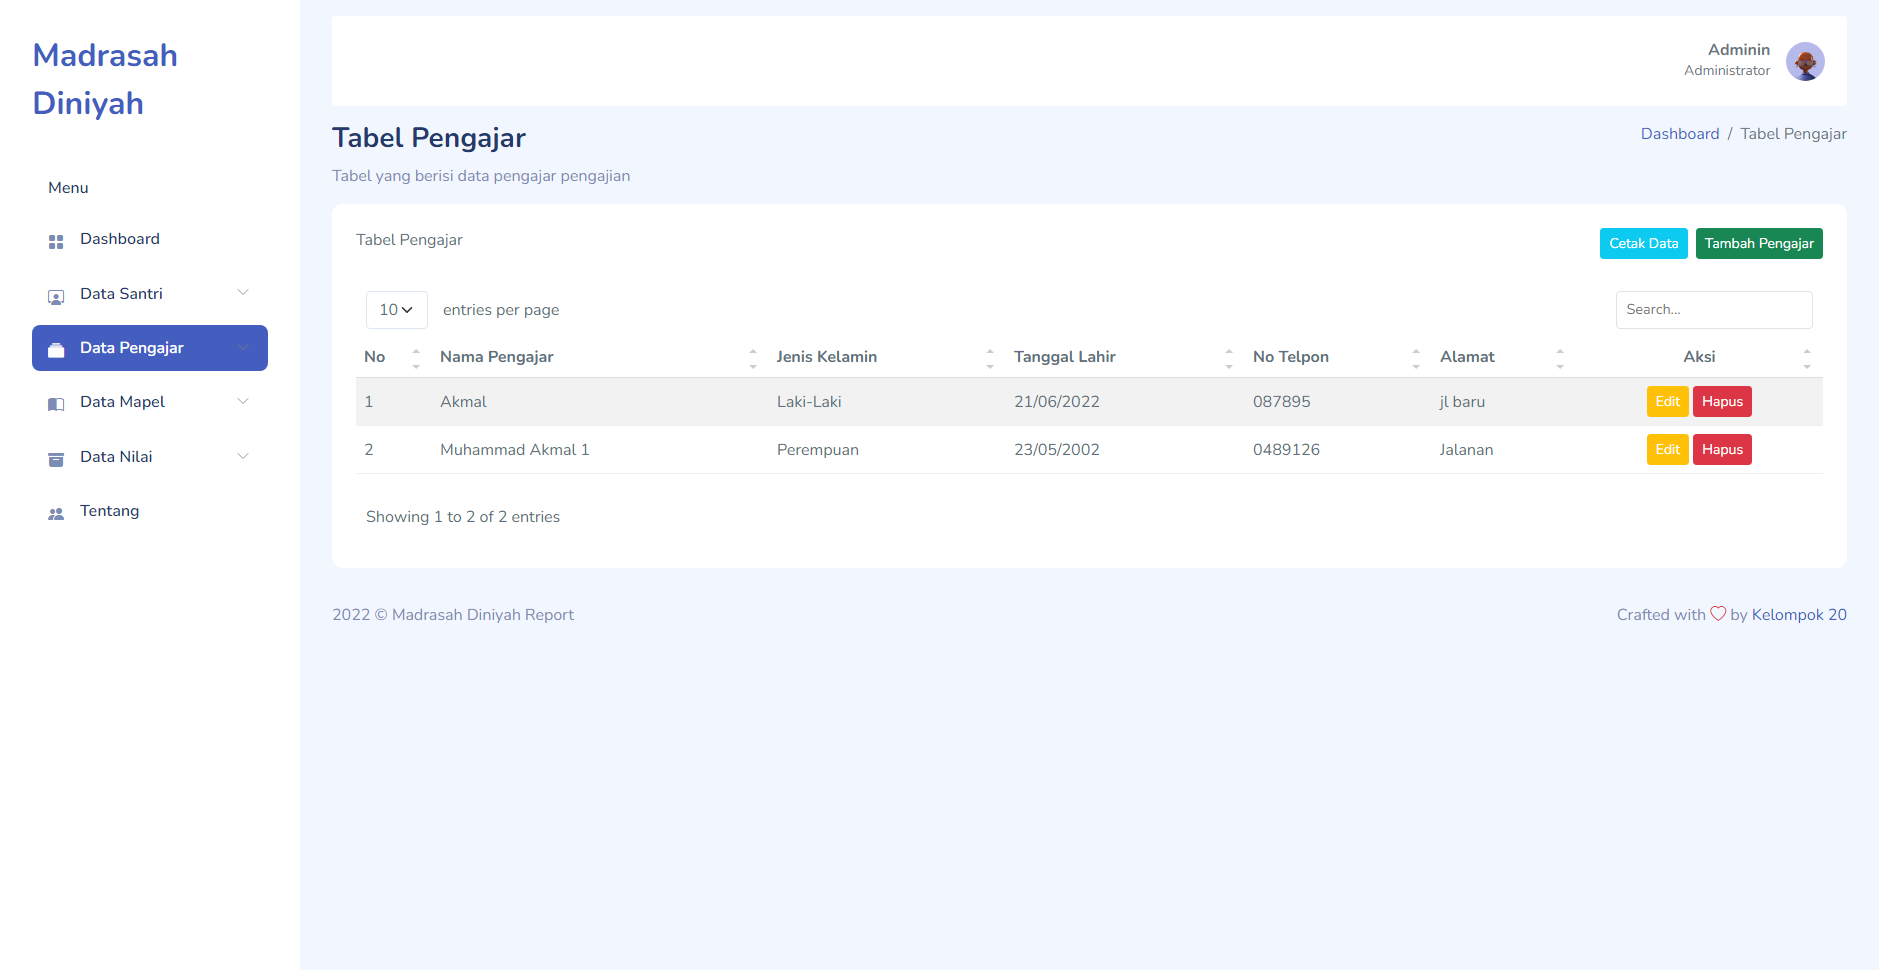 Madrasah
Diniyah
Menu
Dashboard
Data Santri
Data Pengajar
Data Mapel
Data Nilai
Tentang
Adminin
Administrator
Tabel Pengajar
Dashboard / Tabel Pengajar
Tabel yang berisi data pengajar pengajian
Tabel Pengajar
Cetak Data Tambah Pengajar
10 entries per page
Search...
No Nama Pengajar Jenis Kelamin Tanggal Lahir No Telpon Alamat Aksi
1 Akmal Laki-Laki 21/06/2022 087895 jl baru Edit Hapus
2 Muhammad Akmal 1 Perempuan 23/05/2002 0489126 Jalanan Edit Hapus
Showing 1 to 2 of 2 entries
2022 © Madrasah Diniyah Report
Crafted with ♡ by Kelompok 20